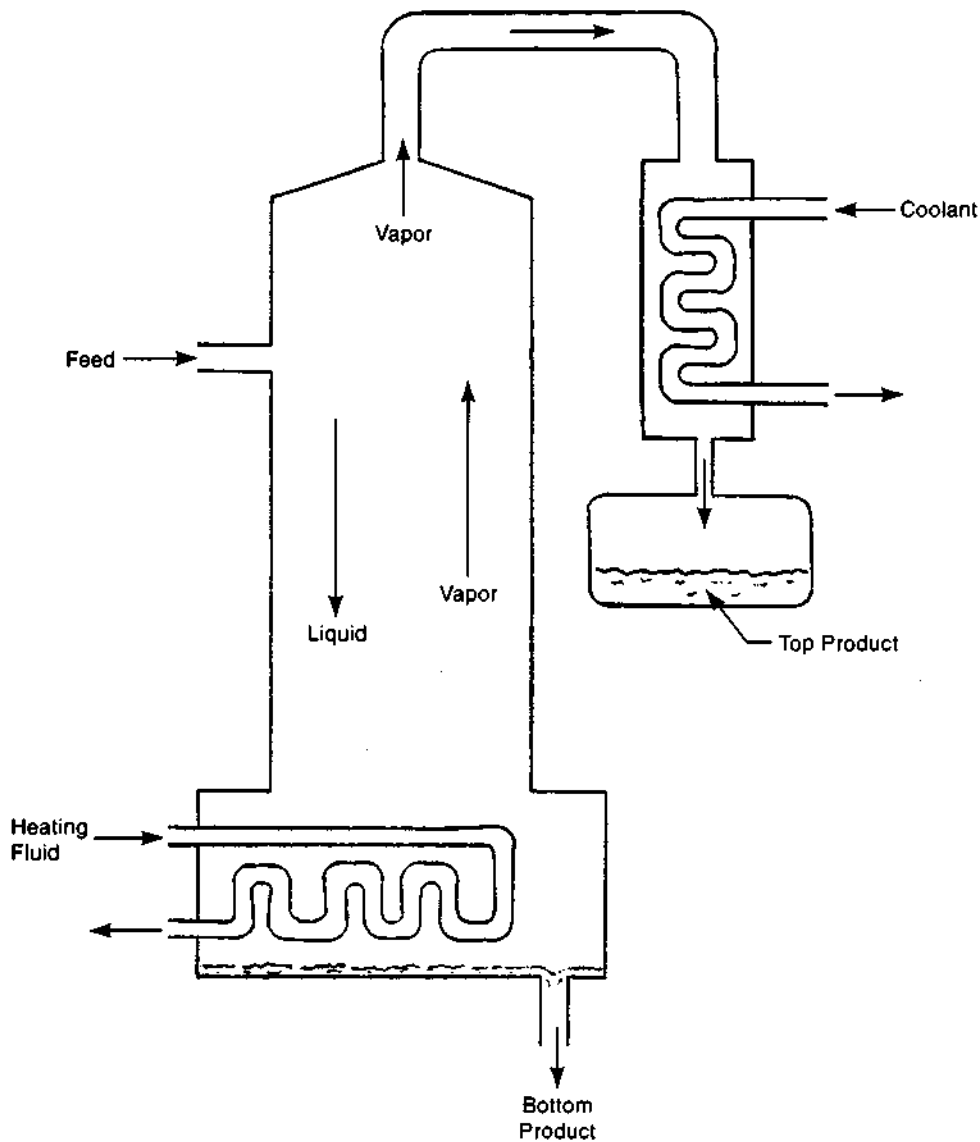 Vapor
Coolant
Feed
Vapor
Liquid
Top Product
Heating
Fluid
Bottom
Product